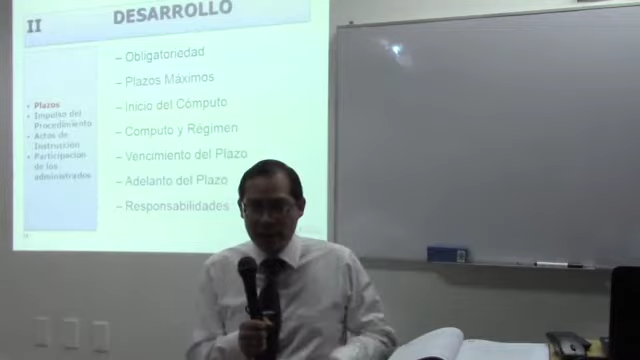 II
DESARROLLO
• Plazos
• Impulso del
Procedimiento
• Actos de
Instrucción
• Participacion
de los
administrados
– Obligatoriedad
– Plazos Máximos
– Inicio del Cómputo
– Computo y Régimen
– Vencimiento del Plazo
– Adelanto del Plazo
– Responsabilidades